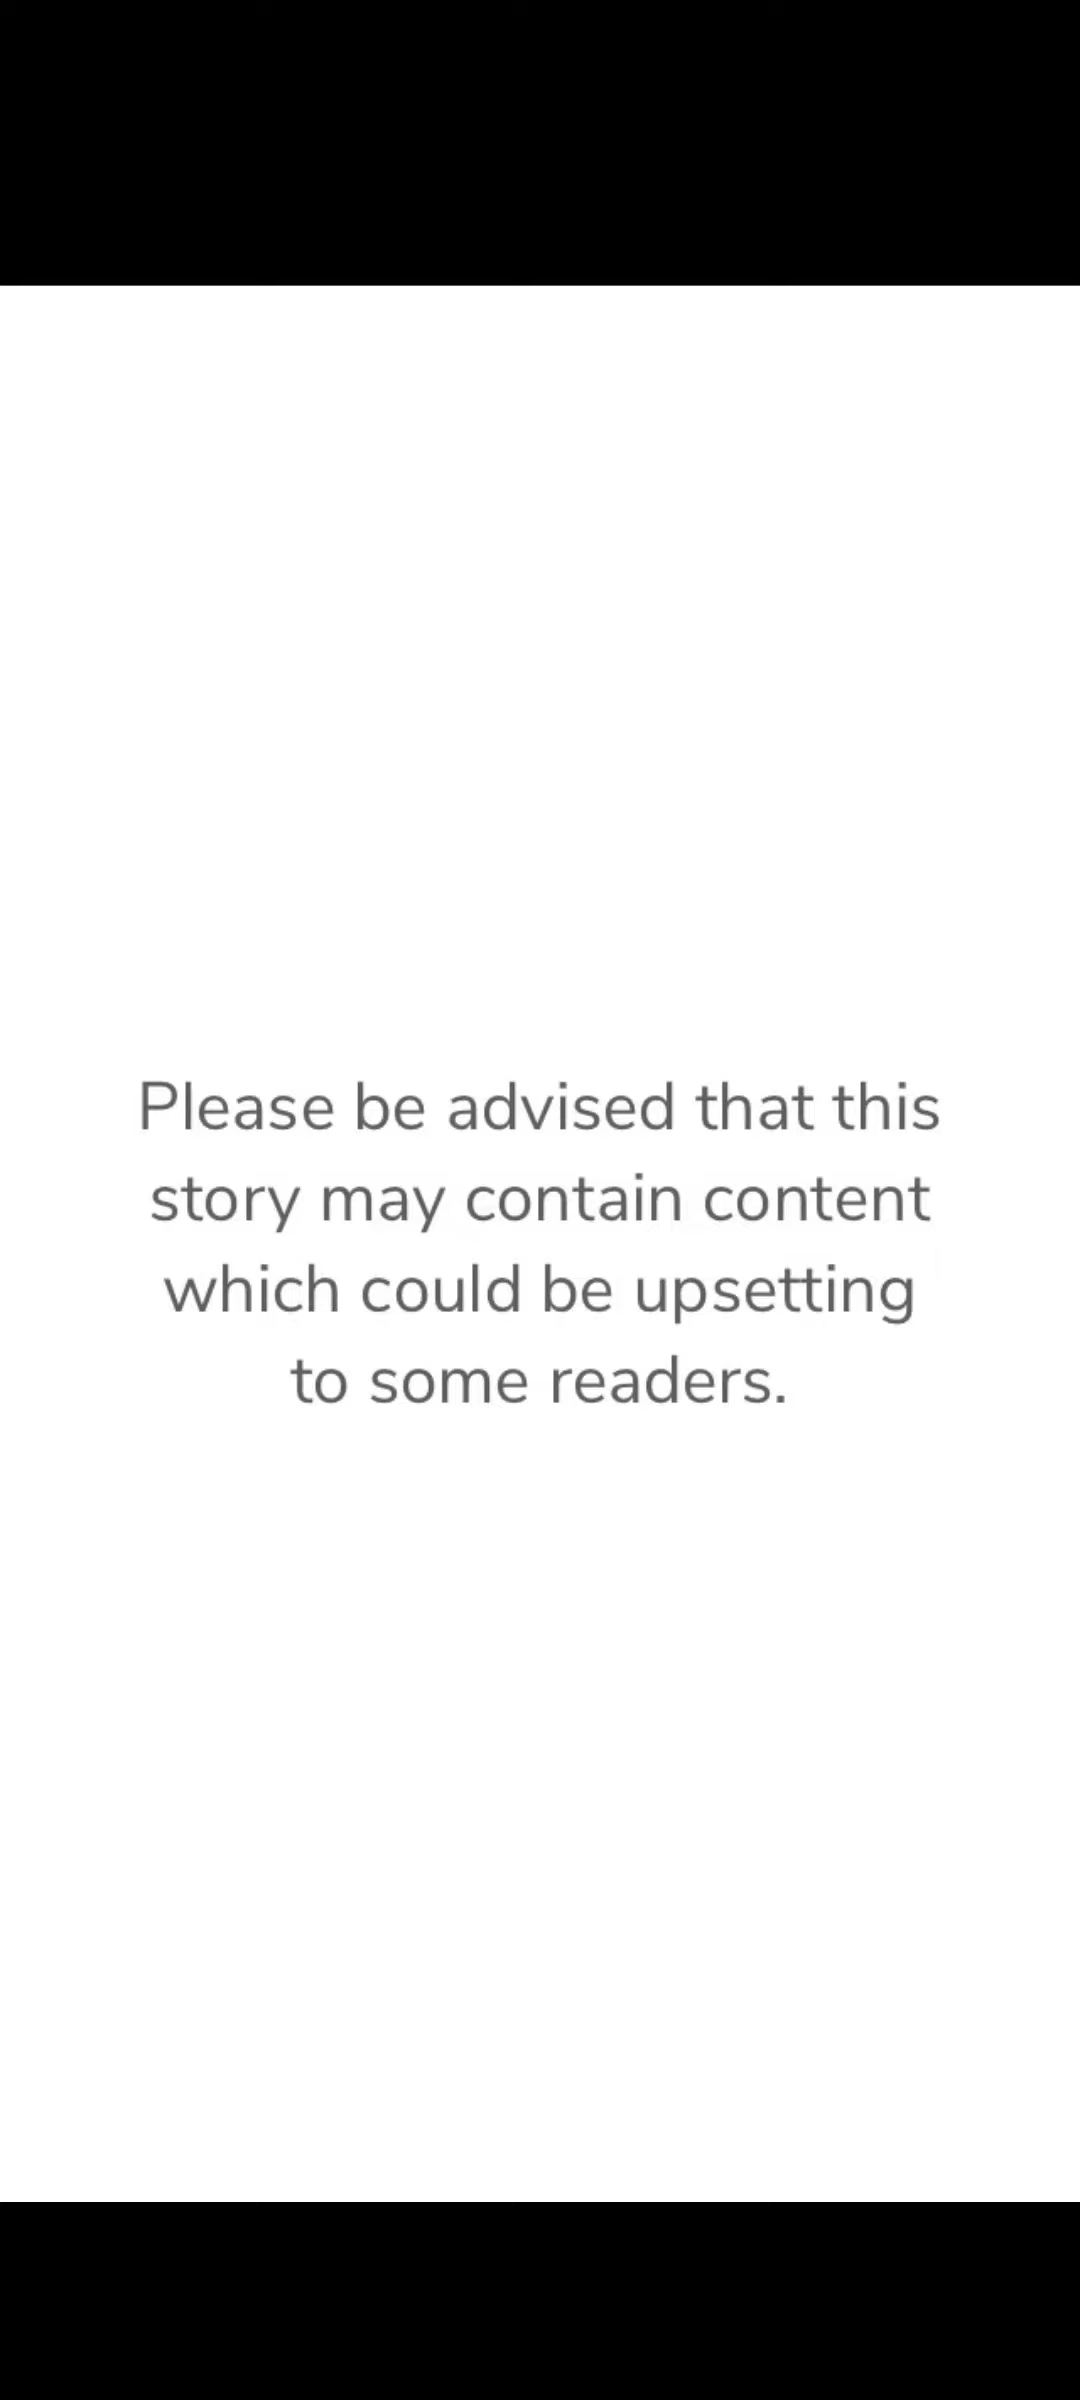 Please be advised that this
story may contain content
which could be upsetting
to some readers.